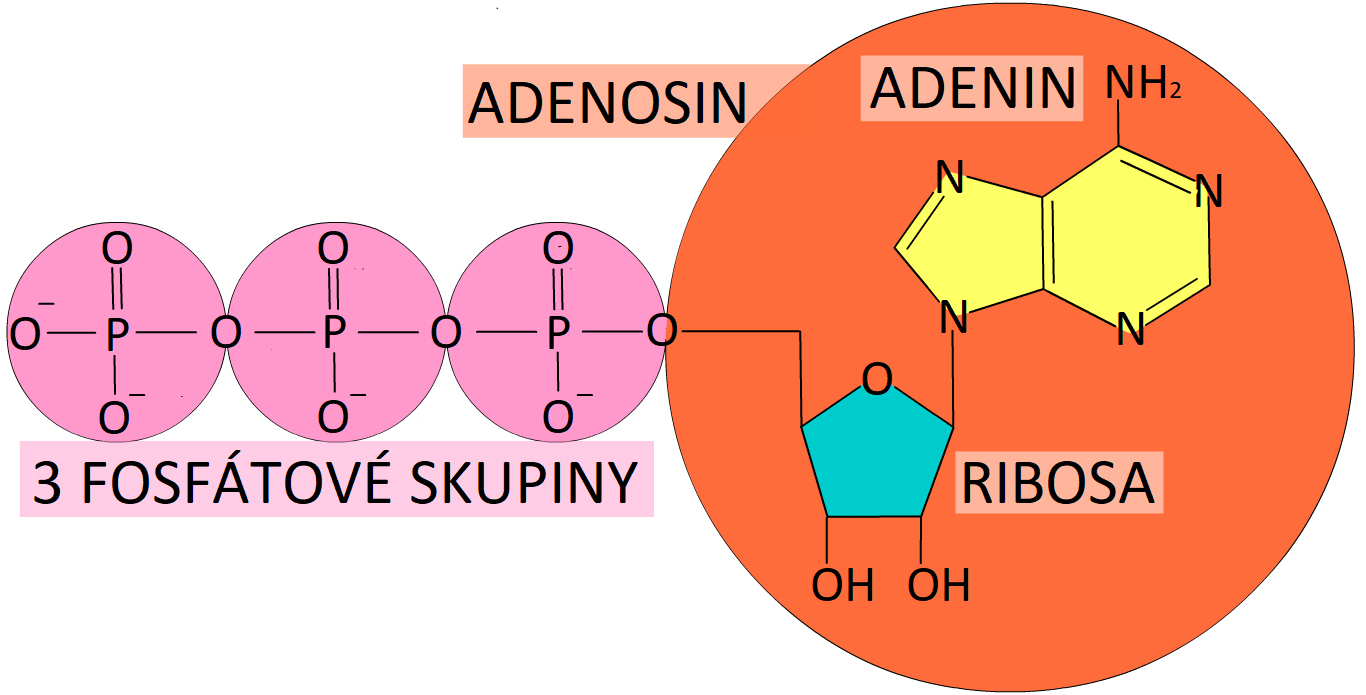 ADENOSIN
ADENIN
NH₂
N
N
O
O
O
N
N
O⁻
P
O
P
O
P
O
O
O⁻
O⁻
O⁻
3 FOSFÁTOVÉ SKUPINY
RIBOSA
OH
OH